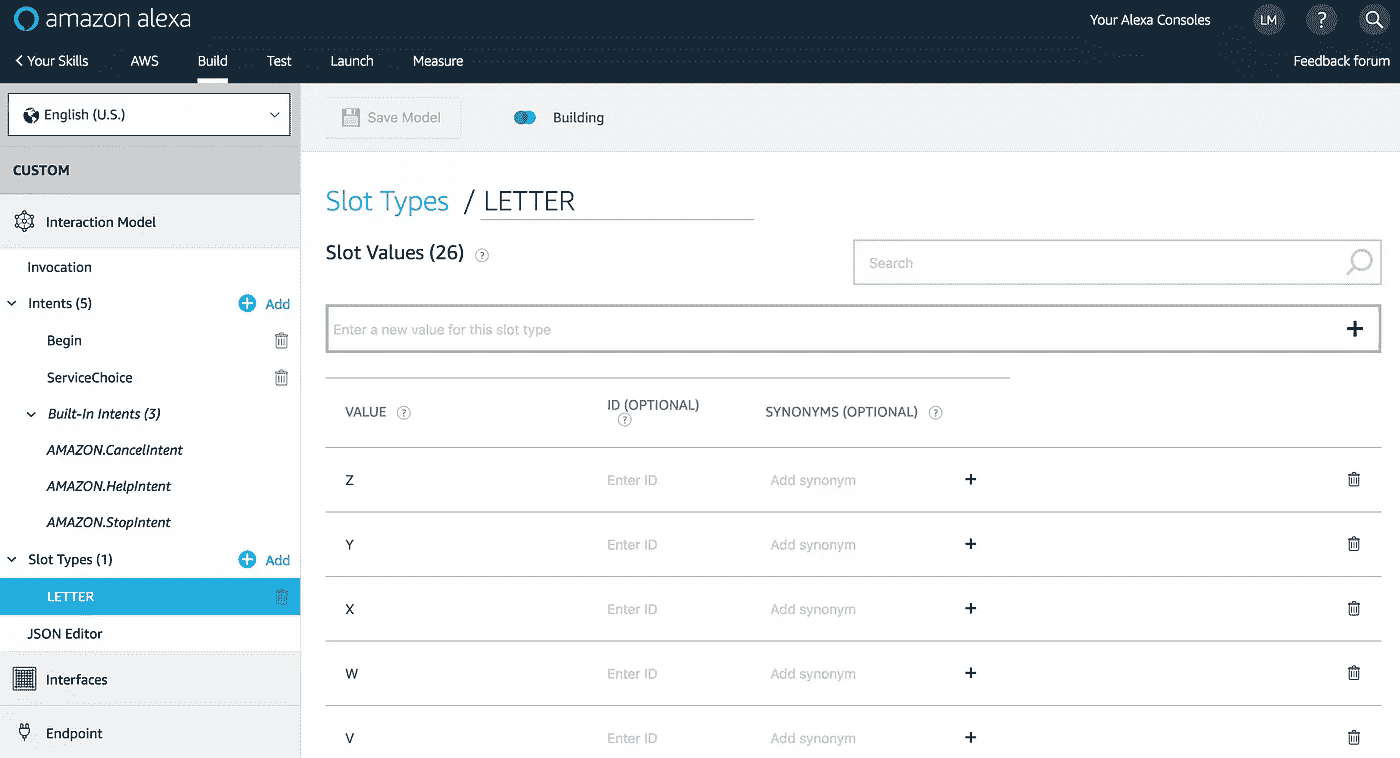 amazon alexa
Your Alexa Consoles
LM
?
Your Skills
AWS
Build
Test
Launch
Measure
Feedback forum
English (U.S.)
Save Model
Building
CUSTOM
Interaction Model
Invocation
Intents (5)
Add
Begin
ServiceChoice
Built-In Intents (3)
AMAZON.CancelIntent
AMAZON.HelpIntent
AMAZON.StopIntent
Slot Types (1)
Add
LETTER
JSON Editor
Interfaces
Endpoint
Slot Types / LETTER
Slot Values (26) ?
Search
Enter a new value for this slot type
VALUE ?
ID (OPTIONAL) ?
SYNONYMS (OPTIONAL) ?
Z Enter ID Add synonym
Y Enter ID Add synonym
X Enter ID Add synonym
W Enter ID Add synonym
V Enter ID Add synonym